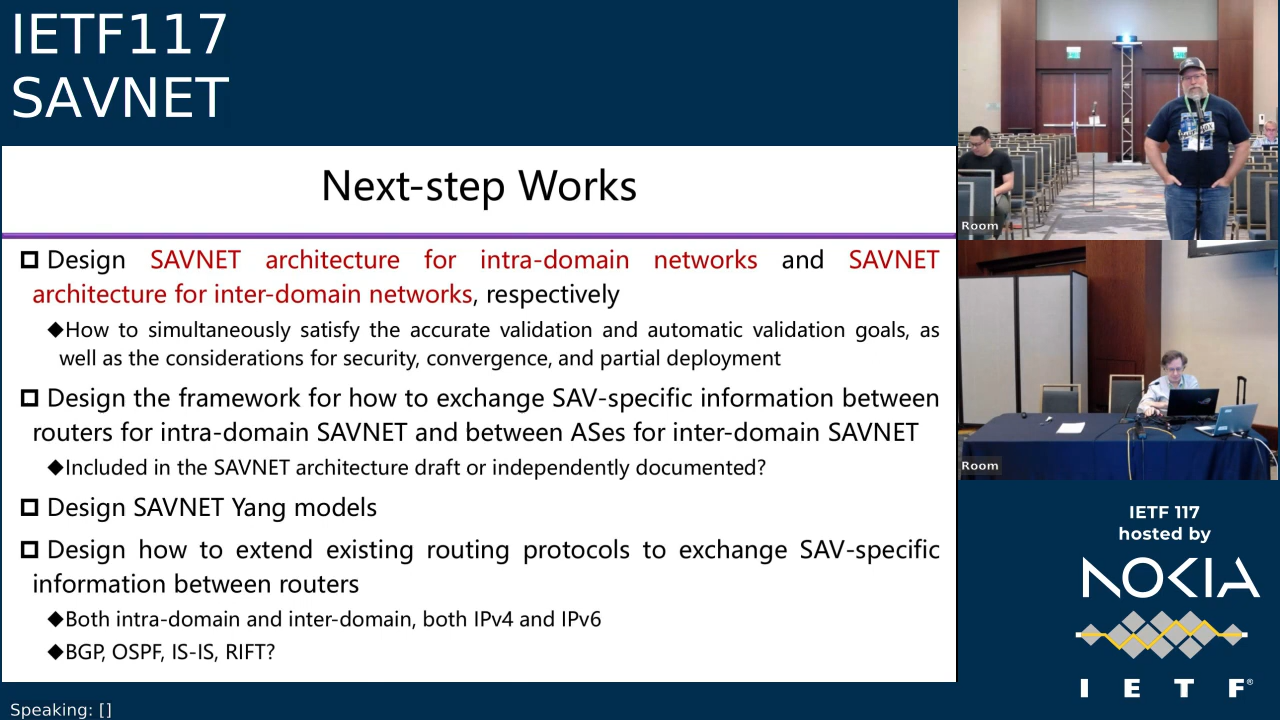 IETF117
SAVNET
Next-step Works
Design SAVNET architecture for intra-domain networks and SAVNET
architecture for inter-domain networks, respectively
◆How to simultaneously satisfy the accurate validation and automatic validation goals, as
well as the considerations for security, convergence, and partial deployment
Design the framework for how to exchange SAV-specific information between
routers for intra-domain SAVNET and between ASes for inter-domain SAVNET
◆Included in the SAVNET architecture draft or independently documented?
Design SAVNET Yang models
Design how to extend existing routing protocols to exchange SAV-specific
information between routers
◆Both intra-domain and inter-domain, both IPv4 and IPv6
◆BGP, OSPF, IS-IS, RIFT?
Speaking: []
Room
Room
IETF 117
hosted by
NOKIA
I E T F®